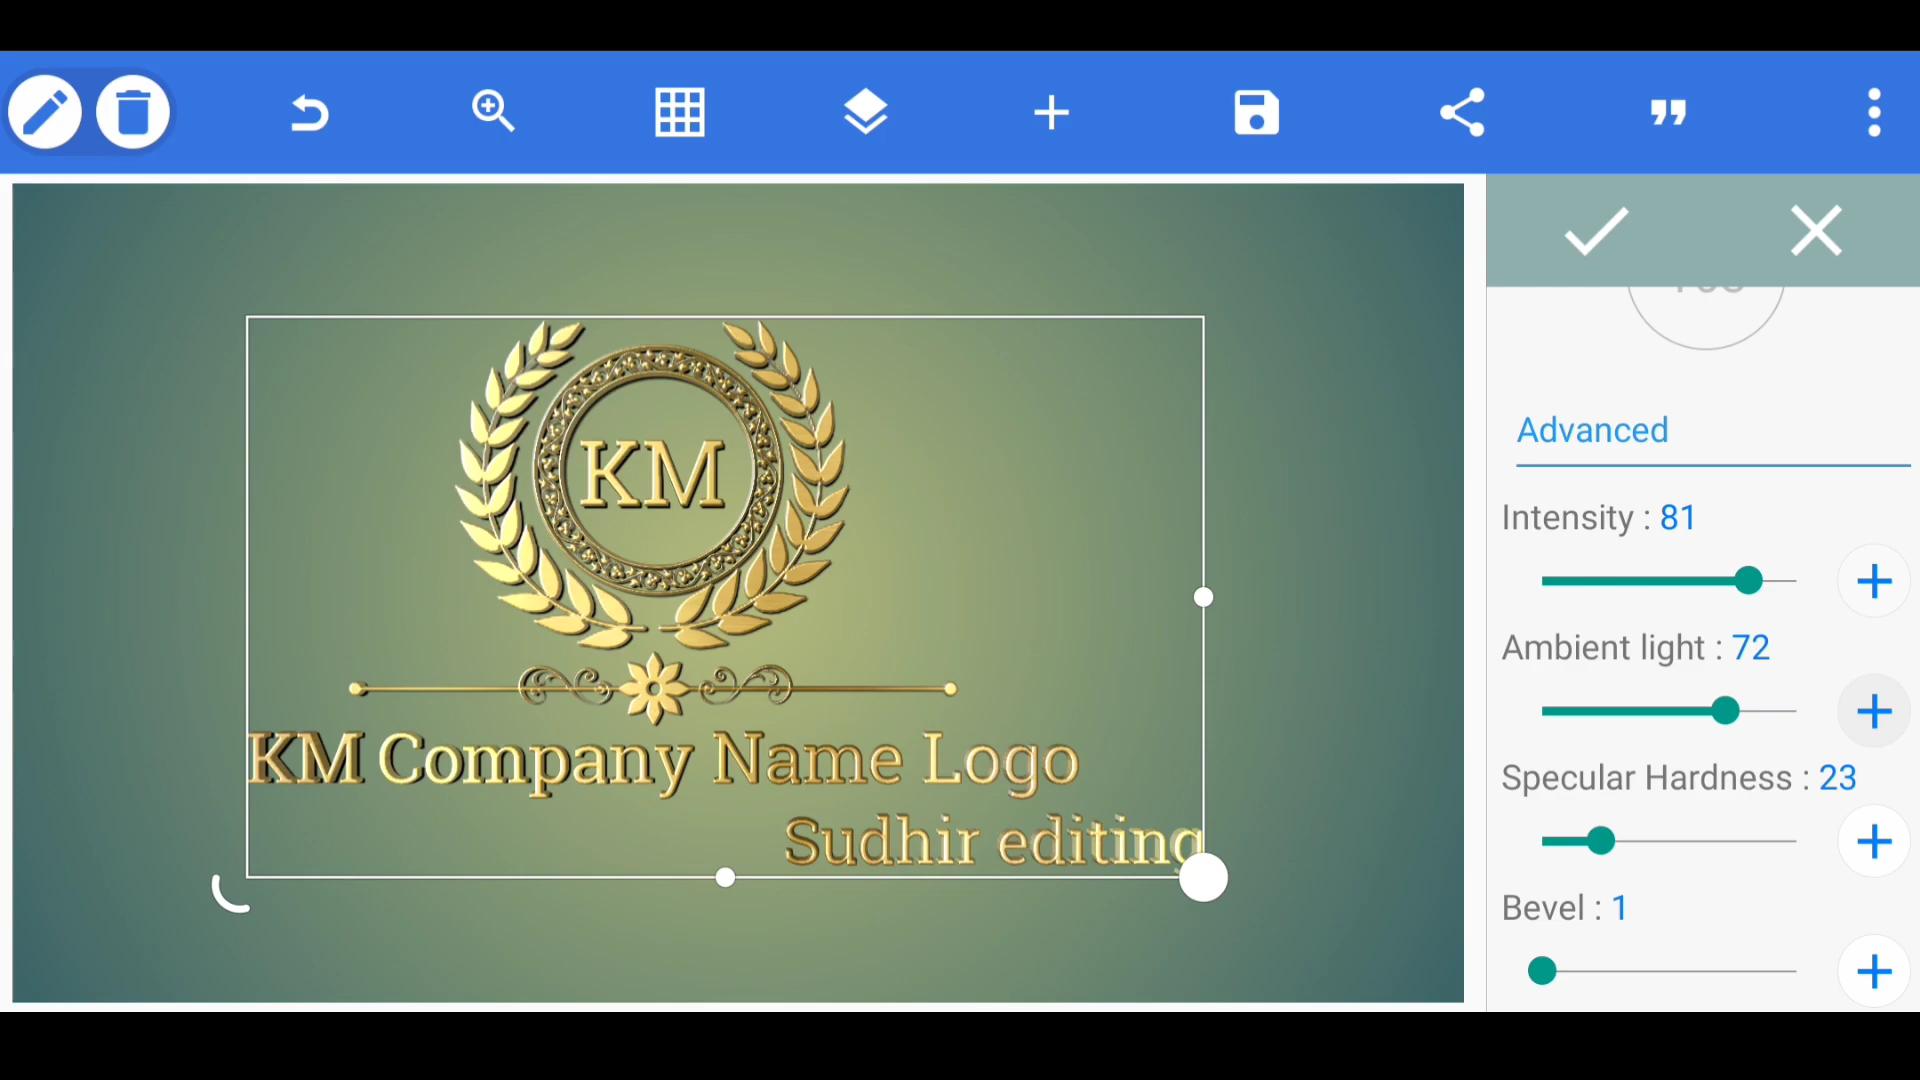 KM
KM Company Name Logo
Sudhir editing
Advanced
Intensity : 81
Ambient light : 72
Specular Hardness : 23
Bevel : 1